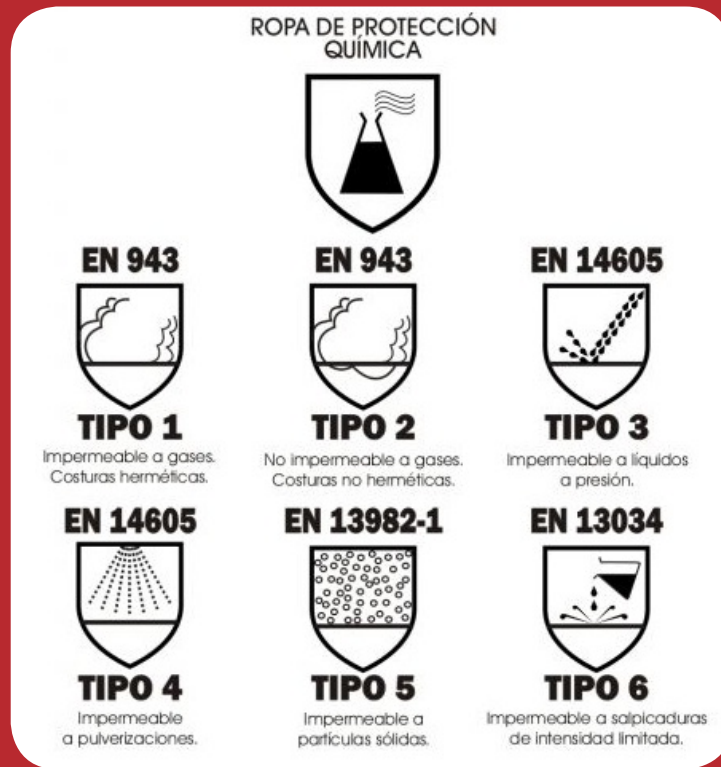 ROPA DE PROTECCIÓN
QUÍMICA
EN 943
EN 943
EN 14605
TIPO 1
TIPO 2
TIPO 3
Impermeable a gases.
Costuras herméticas.
No impermeable a gases.
Costuras no herméticas.
Impermeable a líquidos
a presión.
EN 14605
EN 13982-1
EN 13034
TIPO 4
TIPO 5
TIPO 6
Impermeable
a pulverizaciones.
Impermeable a
partículas sólidas.
Impermeable a salpicaduras
de intensidad limitada.